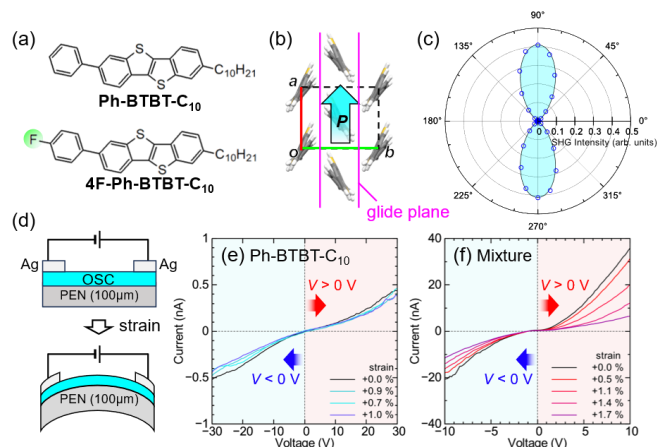 (a)
S
S
C10H21
Ph-BTBT-C10
F
S
S
C10H21
4F-Ph-BTBT-C10
(b)
a
P
o
b
glide plane
(c)
90°
135°
45°
180°
0°
0 0.1 0.2 0.3 0.4 0.5
SHG Intensity (arb. units)
225°
315°
270°
(d)
Ag
Ag
OSC
PEN (100μm)
strain
PEN (100μm)
(e) Ph-BTBT-C10
Current (nA)
1
0.5
0
-0.5
-1
V > 0 V
V < 0 V
strain
+0.0 %
+0.9 %
+0.7 %
+1.0 %
-30 -20 -10 0 10 20 30
Voltage (V)
(f) Mixture
Current (nA)
40
20
0
-20
-40
V > 0 V
V < 0 V
strain
+0.0 %
+0.5 %
+1.1 %
+1.4 %
+1.7 %
-10 -5 0 5 10
Voltage (V)